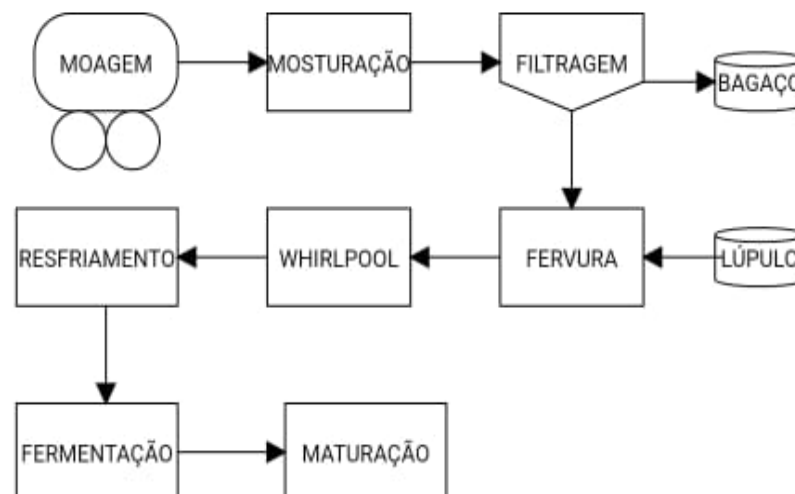 MOAGEM
MOSTURAÇÃO
FILTRAGEM
BAGAÇO
RESFRIAMENTO
WHIRLPOOL
FERVURA
LÚPULO
FERMENTAÇÃO
MATURAÇÃO